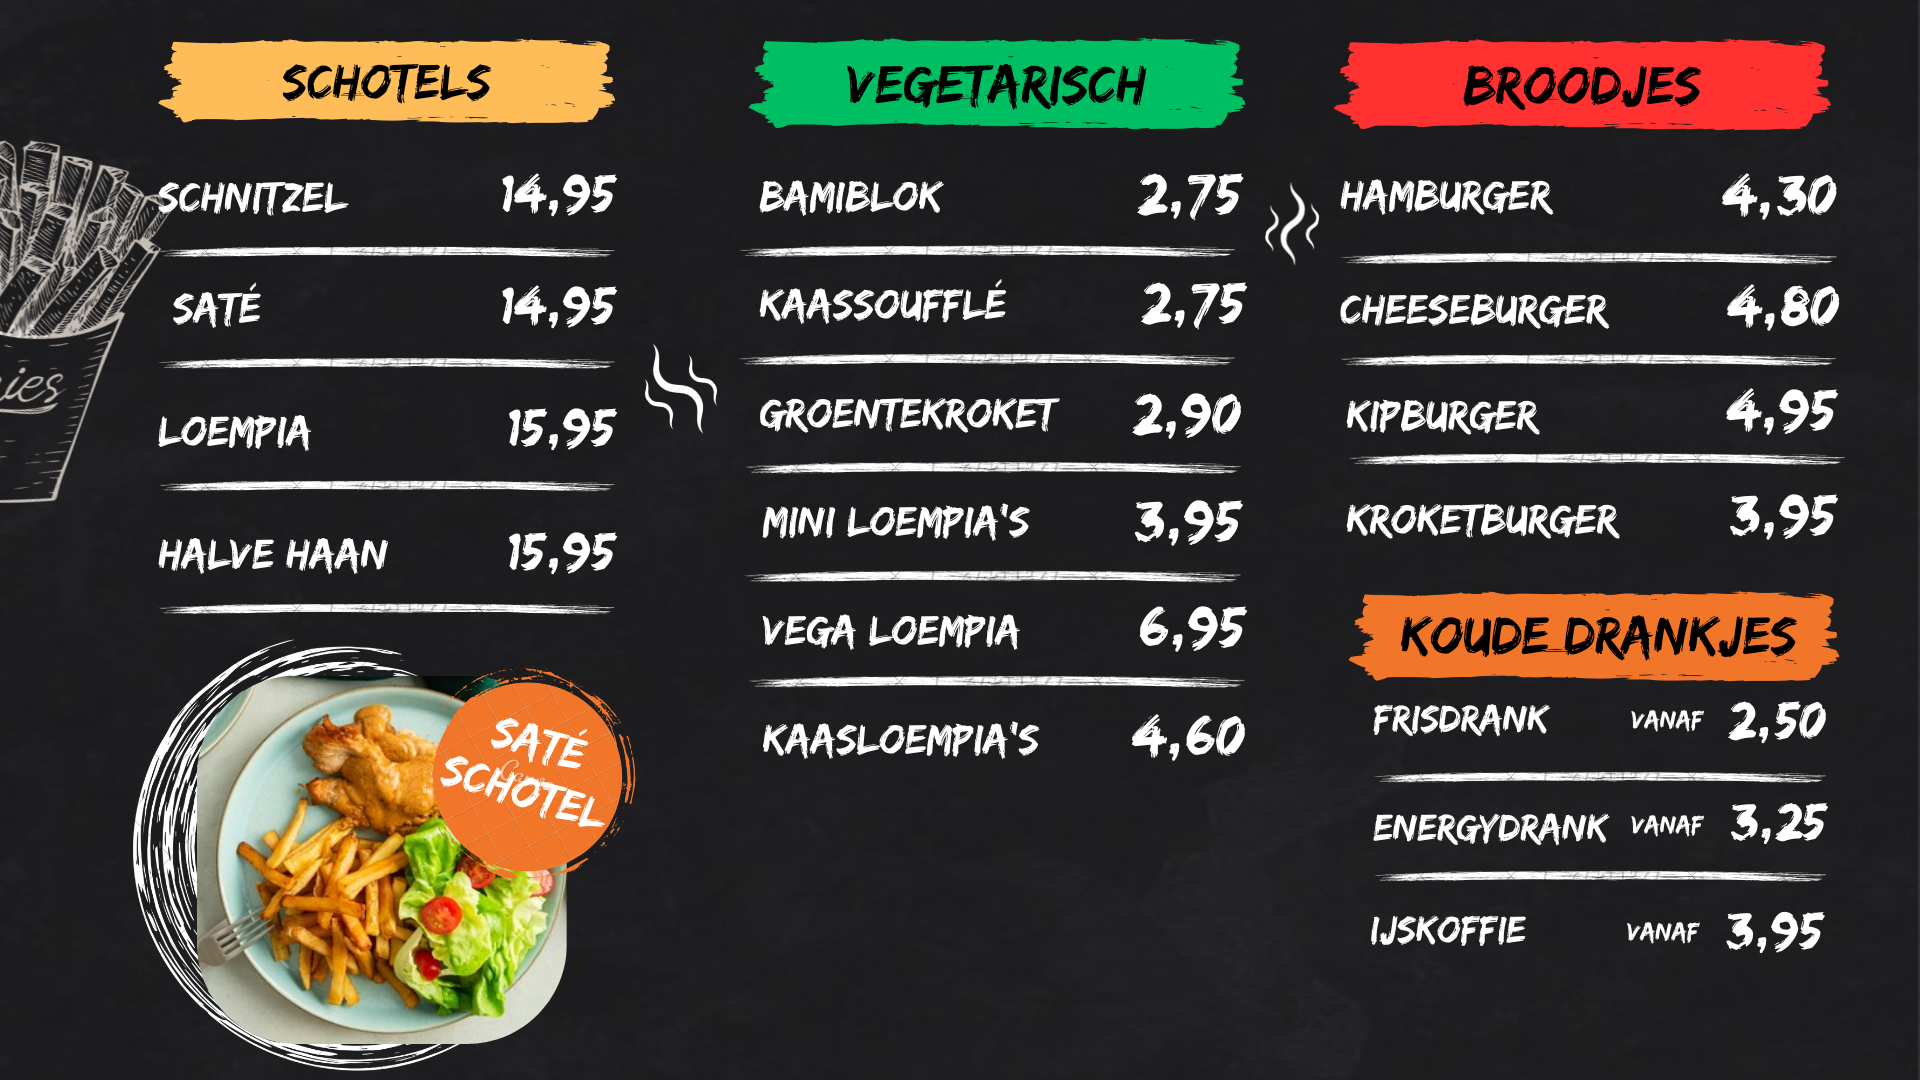 SCHOTELS
SCHNITZEL 14,95
SATÉ 14,95
LOEMPIA 15,95
HALVE HAAN 15,95
SATÉ
SCHOTEL
VEGETARISCH
BAMIBLOK 2,75
KAASSOUFFLÉ 2,75
GROENTEKROKET 2,90
MINI LOEMPIA'S 3,95
VEGA LOEMPIA 6,95
KAASLOEMPIA'S 4,60
BROODJES
HAMBURGER 4,30
CHEESEBURGER 4,80
KIPBURGER 4,95
KROKETBURGER 3,95
KOUDE DRANKJES
FRISDRANK VANAF 2,50
ENERGYDRANK VANAF 3,25
IJSKOFFIE VANAF 3,95